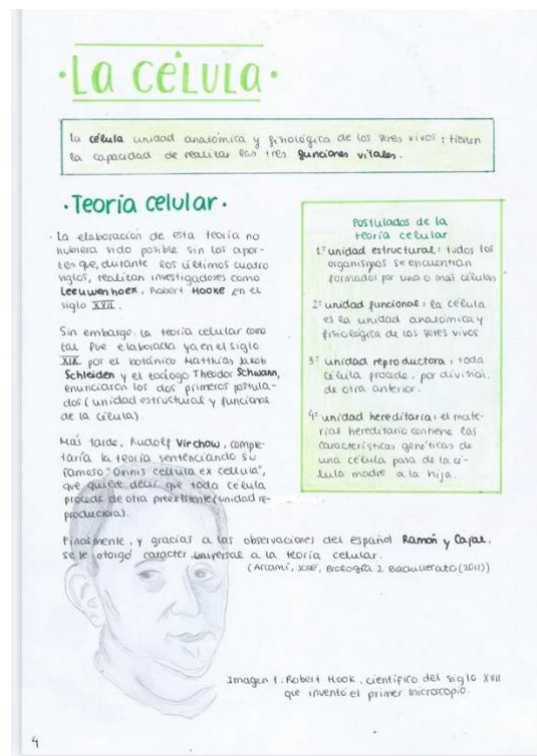 ·La CÉLULA·
La célula unidad anatómica y fisiológica de los seres vivos: tienen
la capacidad de realizar las tres funciones vitales.
·Teoría celular·
La elaboración de esta teoría no
hubiera sido posible sin los apor-
tes que, durante los últimos cuatro
siglos, realizan investigadores como
Leeuwenhoek, Robert Hooke en el
siglo XVII.
Sin embargo, la teoría celular como
tal fue elaborada ya en el siglo
XIX por el botánico Matthias Jakob
Schleiden y el zoólogo Theodor Schwann,
enunciaron los dos primeros postula-
dos (unidad estructural y funcional
de la célula)
Más tarde, Rudolf Virchow, comple-
taría la teoría sentenciando su
famoso "Omnis cellula ex cellula",
que quiere decir que toda célula
procede de otra preexistente (unidad re-
productora).
Finalmente, y gracias a las observaciones del español Ramón y Cajal,
se le otorgó caracter universal a la teoría celular.
(Arcamí, José, Biología 2 Bachillerato (2011))
Postulados de la
teoría celular
1º unidad estructural: todos los
organismos se encuentran
formados por una o más células
2º unidad funcional: la célula
es la unidad anatómica y
fisiológica de los seres vivos
3º unidad reproductora: toda
célula procede, por división,
de otra anterior.
4º unidad hereditaria: el mate-
rial hereditario contiene las
características genéticas de
una célula pasa de la cé-
lula madre a la hija.
Imagen 1. Robert Hook, científico del siglo XVII
que inventó el primer microscopio.
4